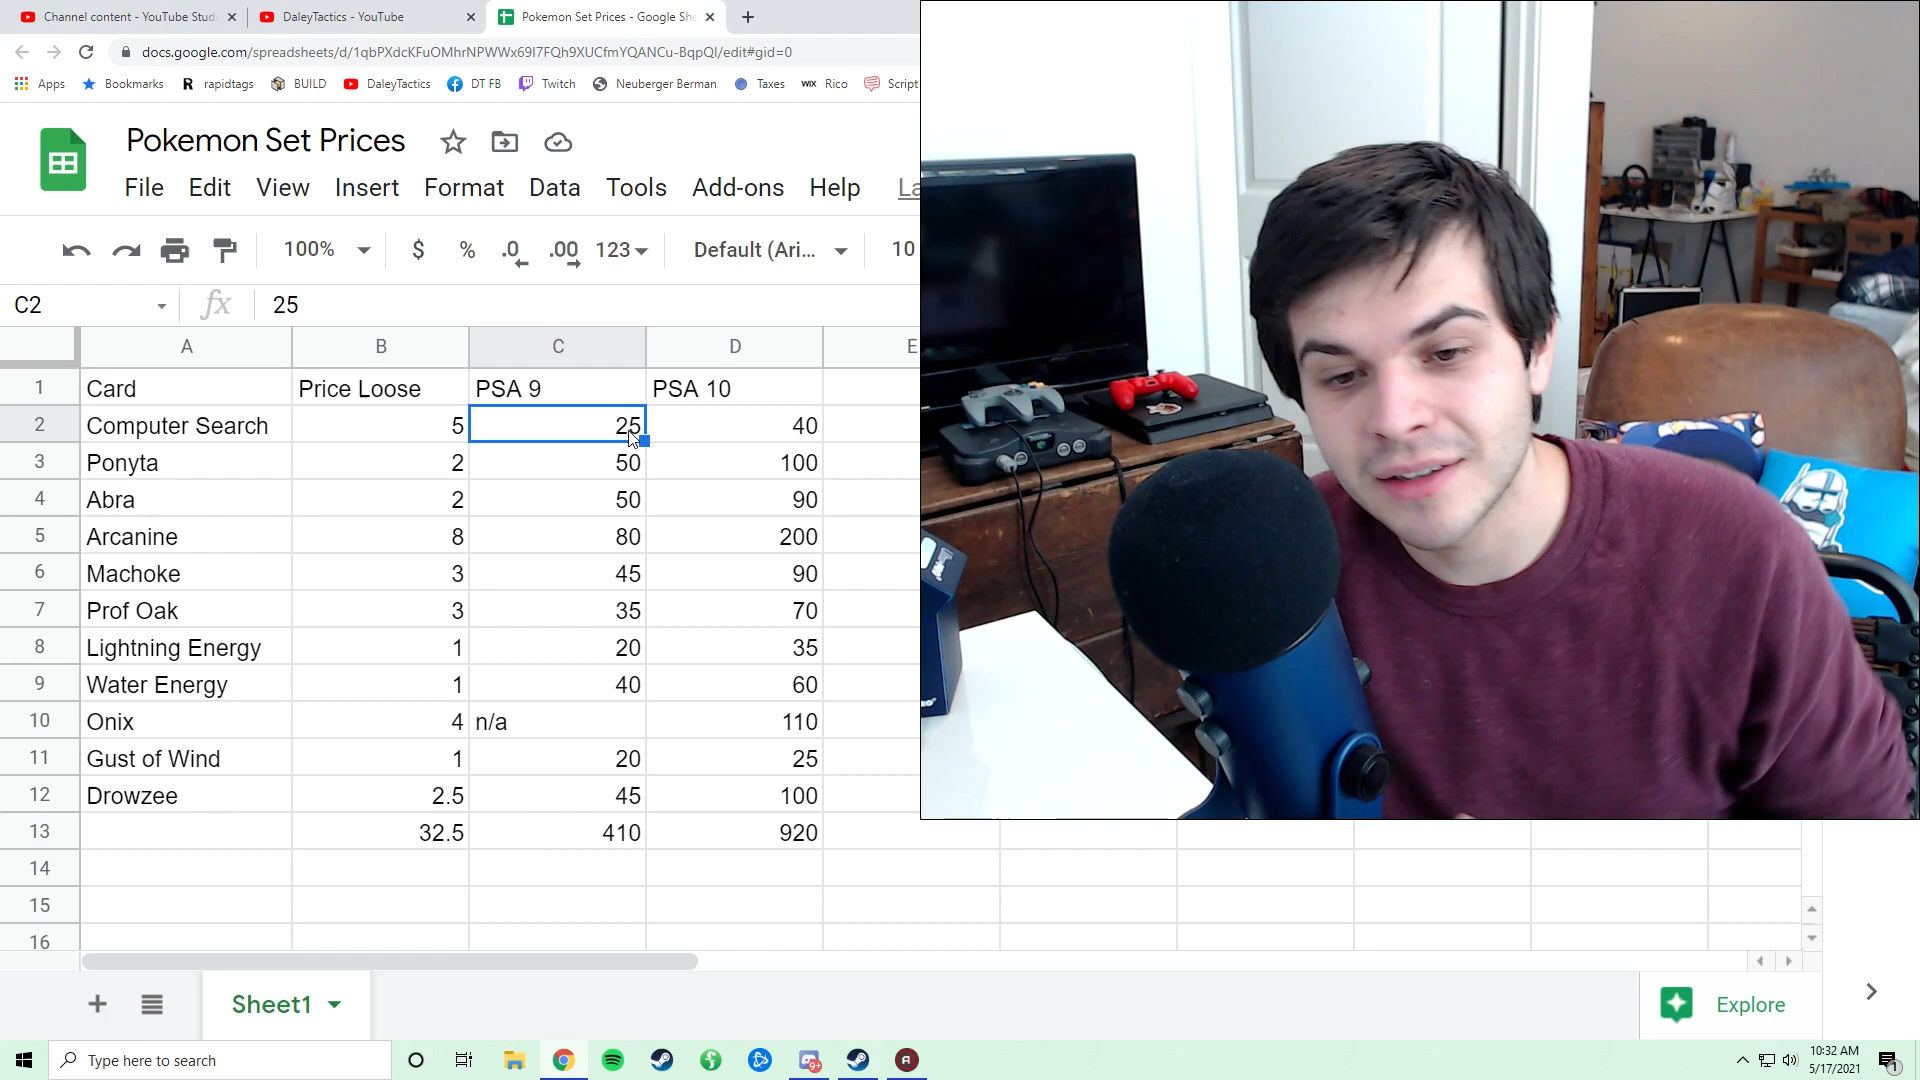 Channel content - YouTube Studi
DaleyTactics - YouTube
Pokemon Set Prices - Google She
docs.google.com/spreadsheets/d/1qbPXdcKFuOMhrNPWWx69I7FQh9XUCfmYQANCu-BqpQI/edit#gid=0
Apps Bookmarks rapidtags BUILD DaleyTactics DT FB Twitch Neuberger Berman Taxes WIX Rico Script
Pokemon Set Prices
File Edit View Insert Format Data Tools Add-ons Help La
100% $ % .0 .00 123 Default (Ari... 10
C2 fx 25
A B C D E
1 Card Price Loose PSA 9 PSA 10
2 Computer Search 5 25 40
3 Ponyta 2 50 100
4 Abra 2 50 90
5 Arcanine 8 80 200
6 Machoke 3 45 90
7 Prof Oak 3 35 70
8 Lightning Energy 1 20 35
9 Water Energy 1 40 60
10 Onix 4 n/a 110
11 Gust of Wind 1 20 25
12 Drowzee 2.5 45 100
13 32.5 410 920
14
15
16
Sheet1
Explore
Type here to search
9+
10:32 AM
5/17/2021
1